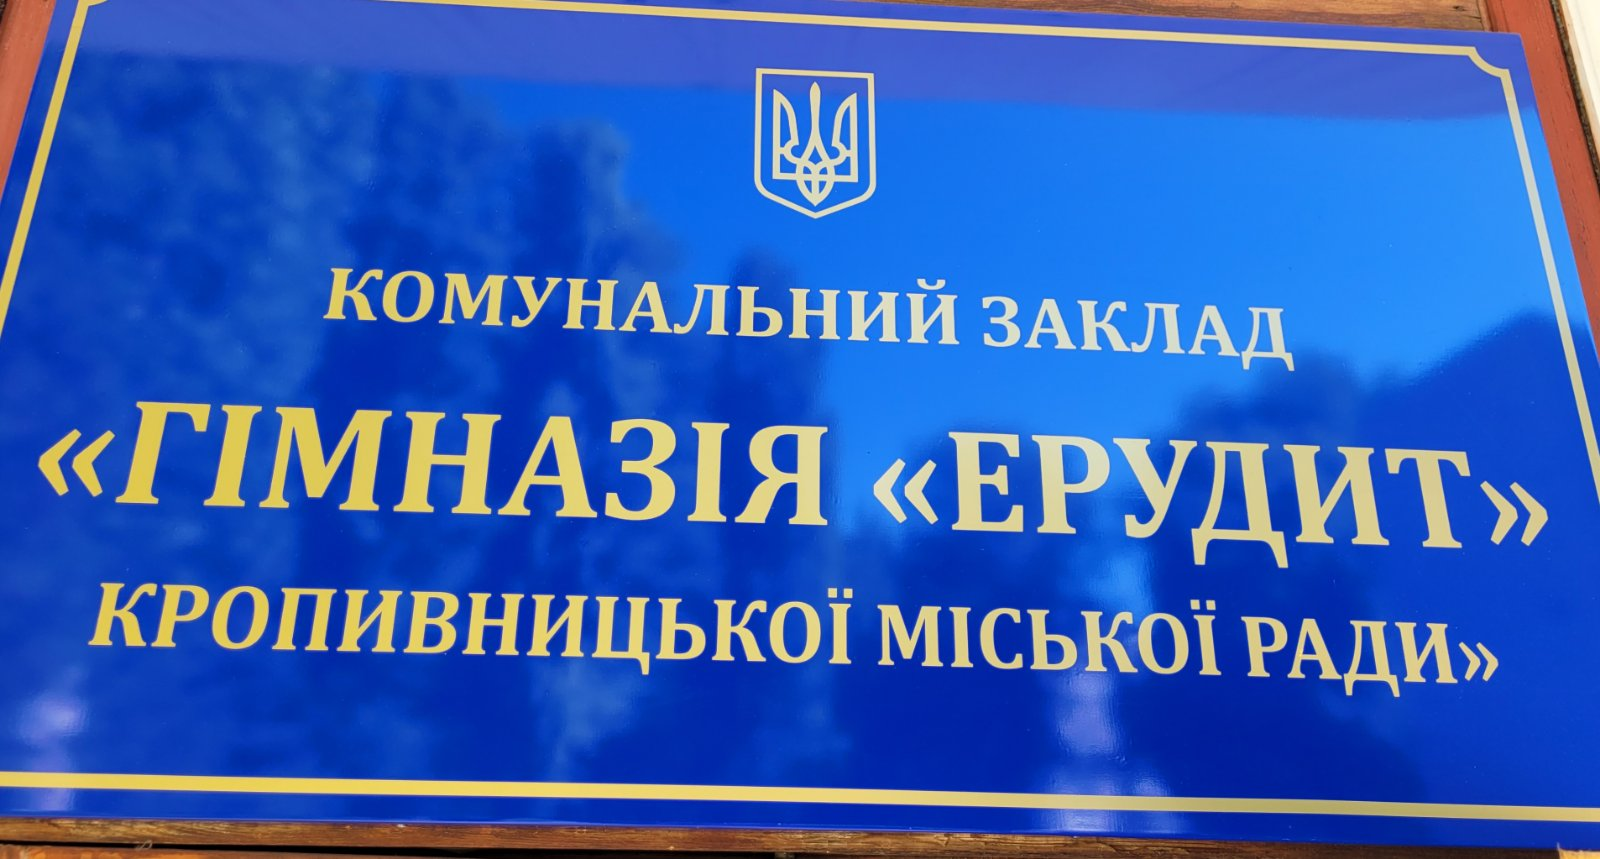 КОМУНАЛЬНИЙ ЗАКЛАД
«ГІМНАЗІЯ «ЕРУДИТ»
КРОПИВНИЦЬКОЇ МІСЬКОЇ РАДИ»